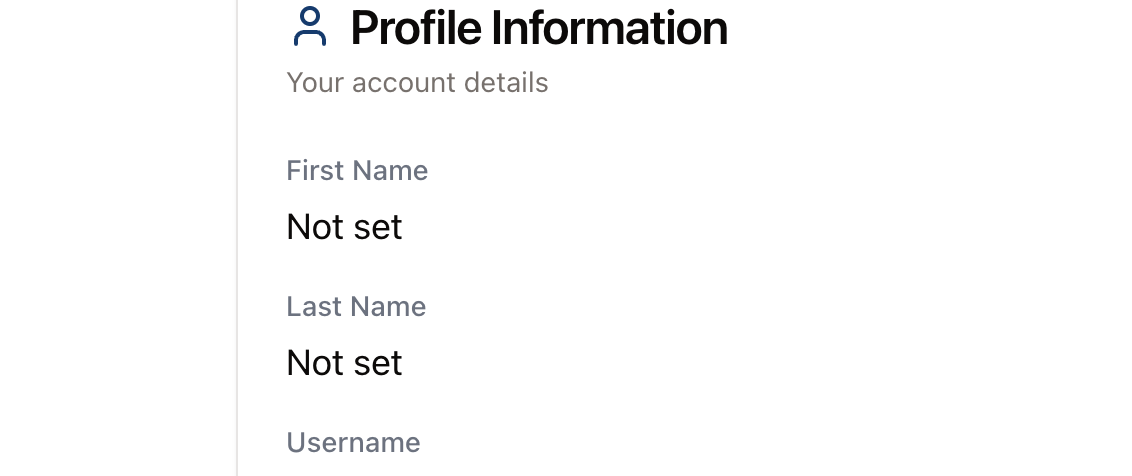 Profile Information
Your account details
First Name
Not set
Last Name
Not set
Username